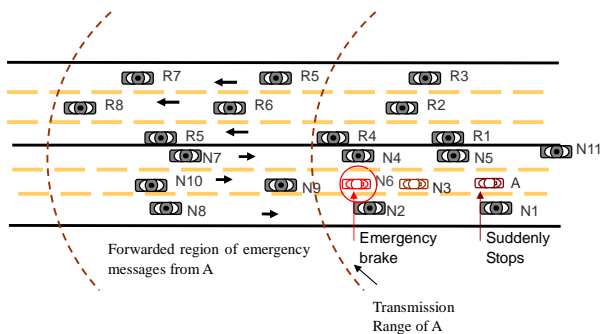 R7
R5
R3
R8
R6
R2
R5
R4
R1
N7
N4
N5
N11
N10
N9
N6
N3
A
N8
N2
N1
Forwarded region of emergency
messages from A
Emergency
brake
Suddenly
Stops
Transmission
Range of A